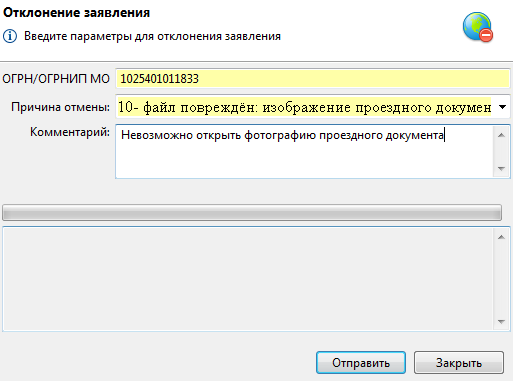 Отклонение заявления
Введите параметры для отклонения заявления
ОГРН/ОГРНИП МО 1025401011833
Причина отмены: 10- файл повреждён: изображение проездного докумен
Комментарий: Невозможно открыть фотографию проездного документа
Отправить Закрыть